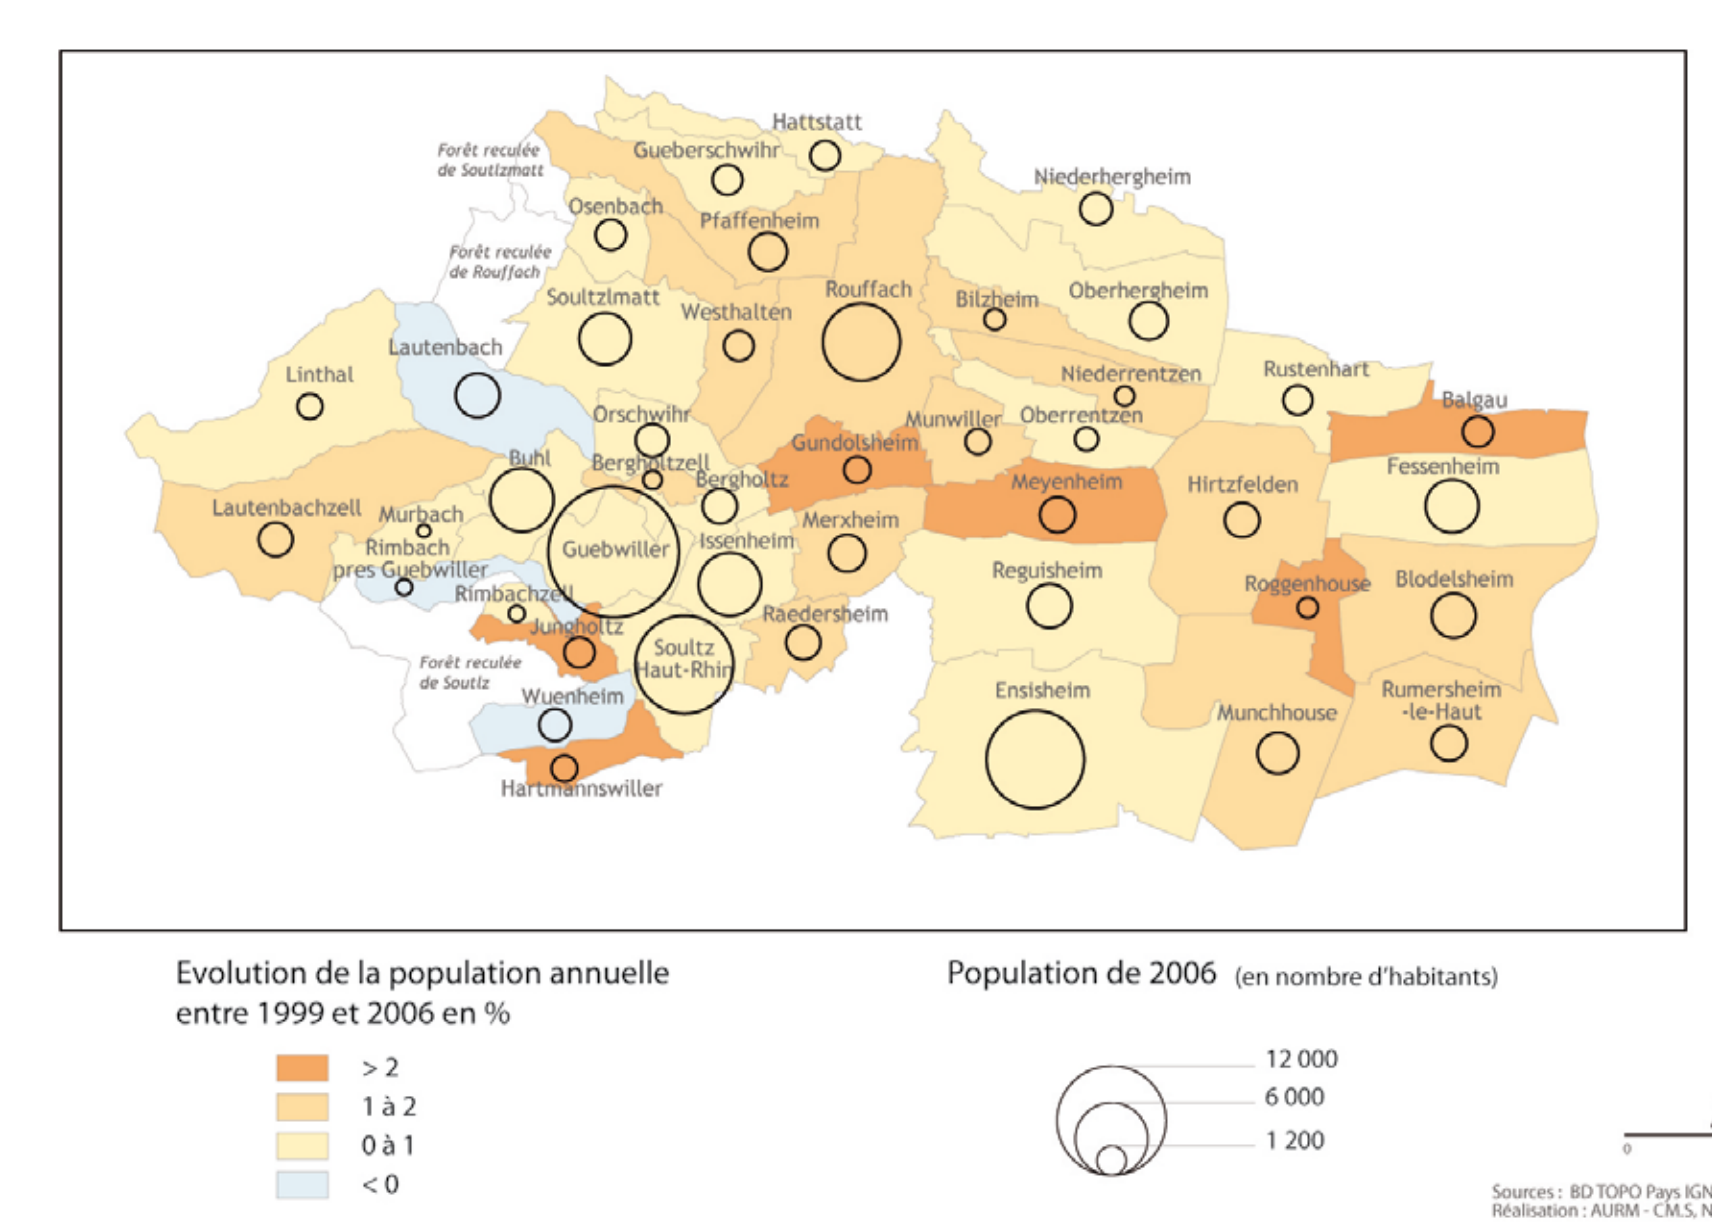 Hattstatt
Forêt reculée
de Soutlzmatt
Gueberschwihr
Niederhergheim
Osenbach
Pfaffenheim
Forêt reculée
de Rouffach
Soultzlmatt
Rouffach
Bilzheim
Oberhergheim
Westhalten
Lautenbach
Linthal
Niederrentzen
Rustenhart
Balgau
Orschwihr
Munwiller
Oberrentzen
Gundolsheim
Buhl
Bergholtzell
Bergholtz
Fessenheim
Meyenheim
Hirtzfelden
Lautenbachzell
Murbach
Merxheim
Rimbach
pres Guebwiller
Guebwiller
Issenheim
Reguisheim
Roggenhouse
Blodelsheim
Rimbachzell
Raedersheim
Jungholtz
Soultz
Haut-Rhin
Forêt reculée
de Soutlz
Wuenheim
Ensisheim
Rumersheim
-le-Haut
Munchhouse
Hartmannswiller
Evolution de la population annuelle
entre 1999 et 2006 en %
> 2
1 à 2
0 à 1
< 0
Population de 2006 (en nombre d'habitants)
12 000
6 000
1 200
0
Sources : BD TOPO Pays IGN
Réalisation : AURM - CM.S, N